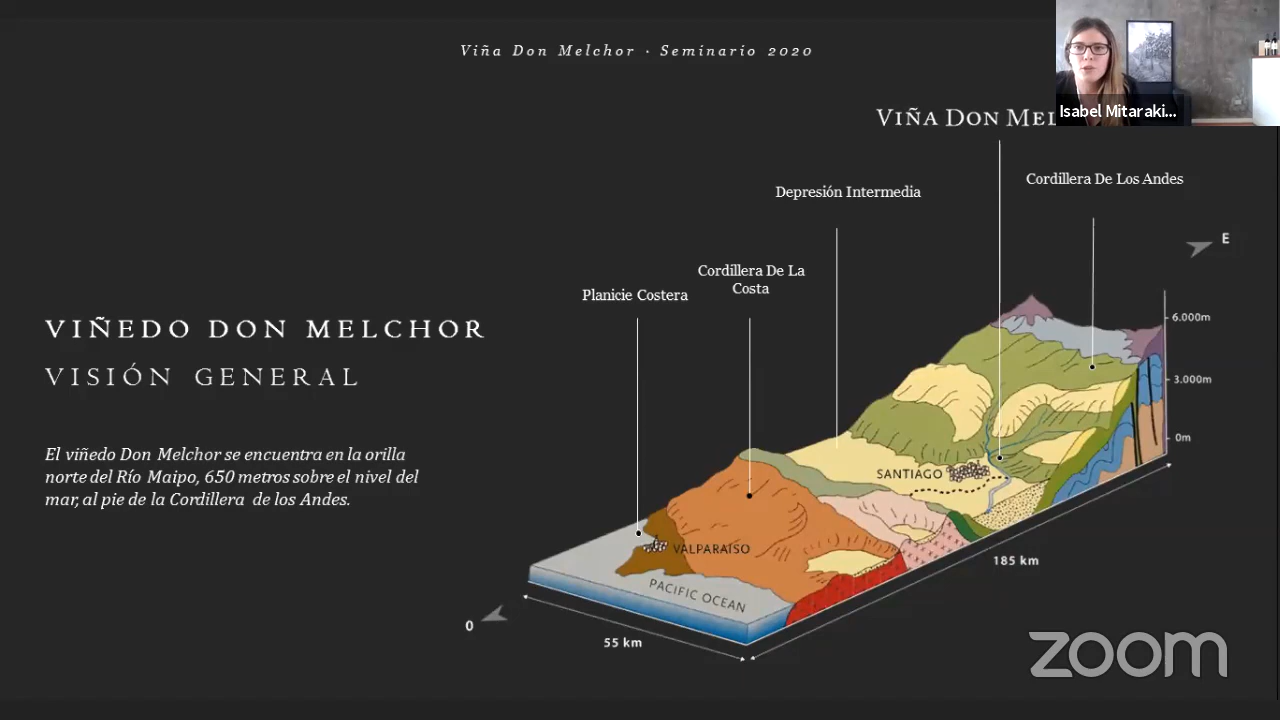 Viña Don Melchor · Seminario 2020
Isabel Mitaraki...
VIÑA DON MEL
Cordillera De Los Andes
Depresión Intermedia
E
Cordillera De La
Costa
Planicie Costera
6.000m
VIÑEDO DON MELCHOR
VISIÓN GENERAL
3.000m
0m
El viñedo Don Melchor se encuentra en la orilla
norte del Río Maipo, 650 metros sobre el nivel del
mar, al pie de la Cordillera de los Andes.
SANTIAGO
VALPARAISO
185 km
PACIFIC OCEAN
0
55 km
zoom